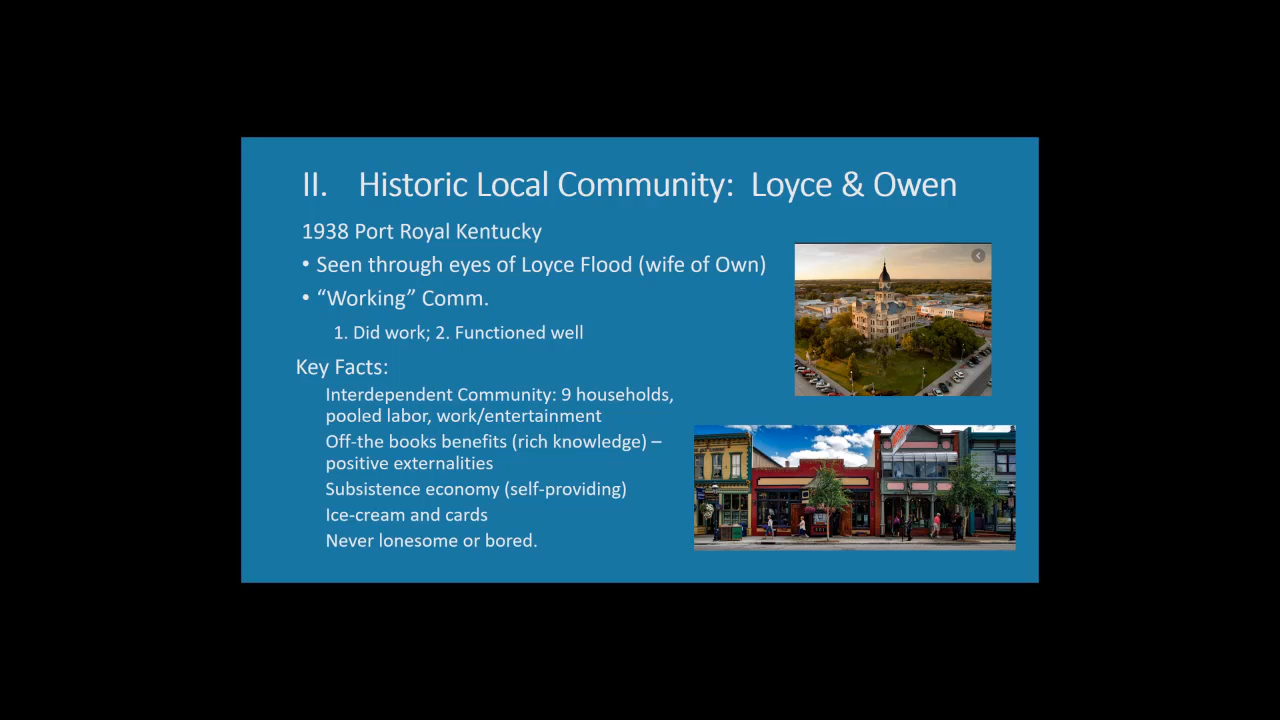 II. Historic Local Community: Loyce & Owen
1938 Port Royal Kentucky
• Seen through eyes of Loyce Flood (wife of Own)
• “Working” Comm.
1. Did work; 2. Functioned well
Key Facts:
Interdependent Community: 9 households,
pooled labor, work/entertainment
Off-the books benefits (rich knowledge) –
positive externalities
Subsistence economy (self-providing)
Ice-cream and cards
Never lonesome or bored.